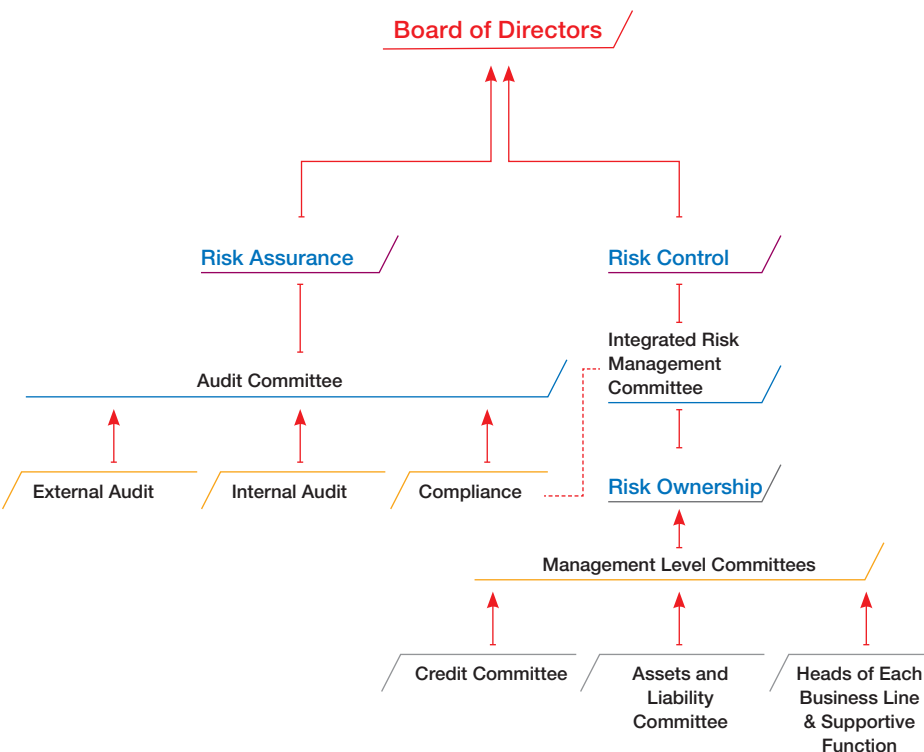 Board of Directors
Risk Assurance
Risk Control
Integrated Risk
Management
Committee
Audit Committee
External Audit
Internal Audit
Compliance
Risk Ownership
Management Level Committees
Credit Committee
Assets and
Liability
Committee
Heads of Each
Business Line
& Supportive
Function